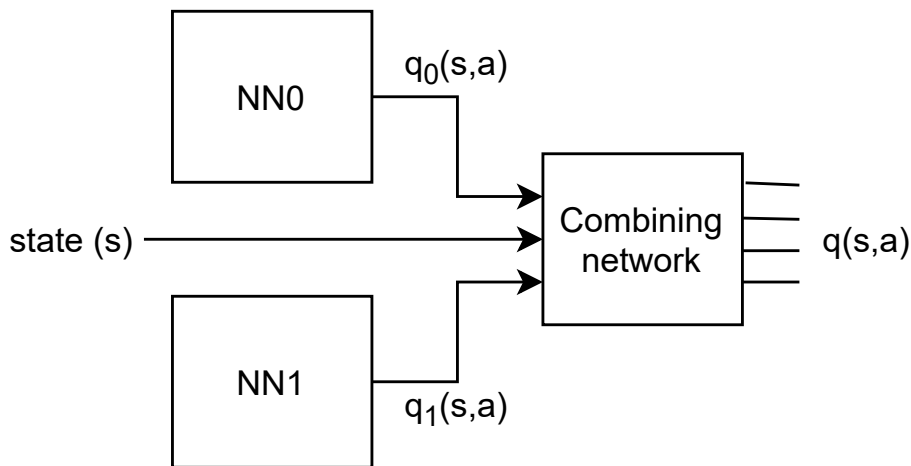 q₀(s,a)
NN0
Combining
network
state (s)
q(s,a)
NN1
q₁(s,a)